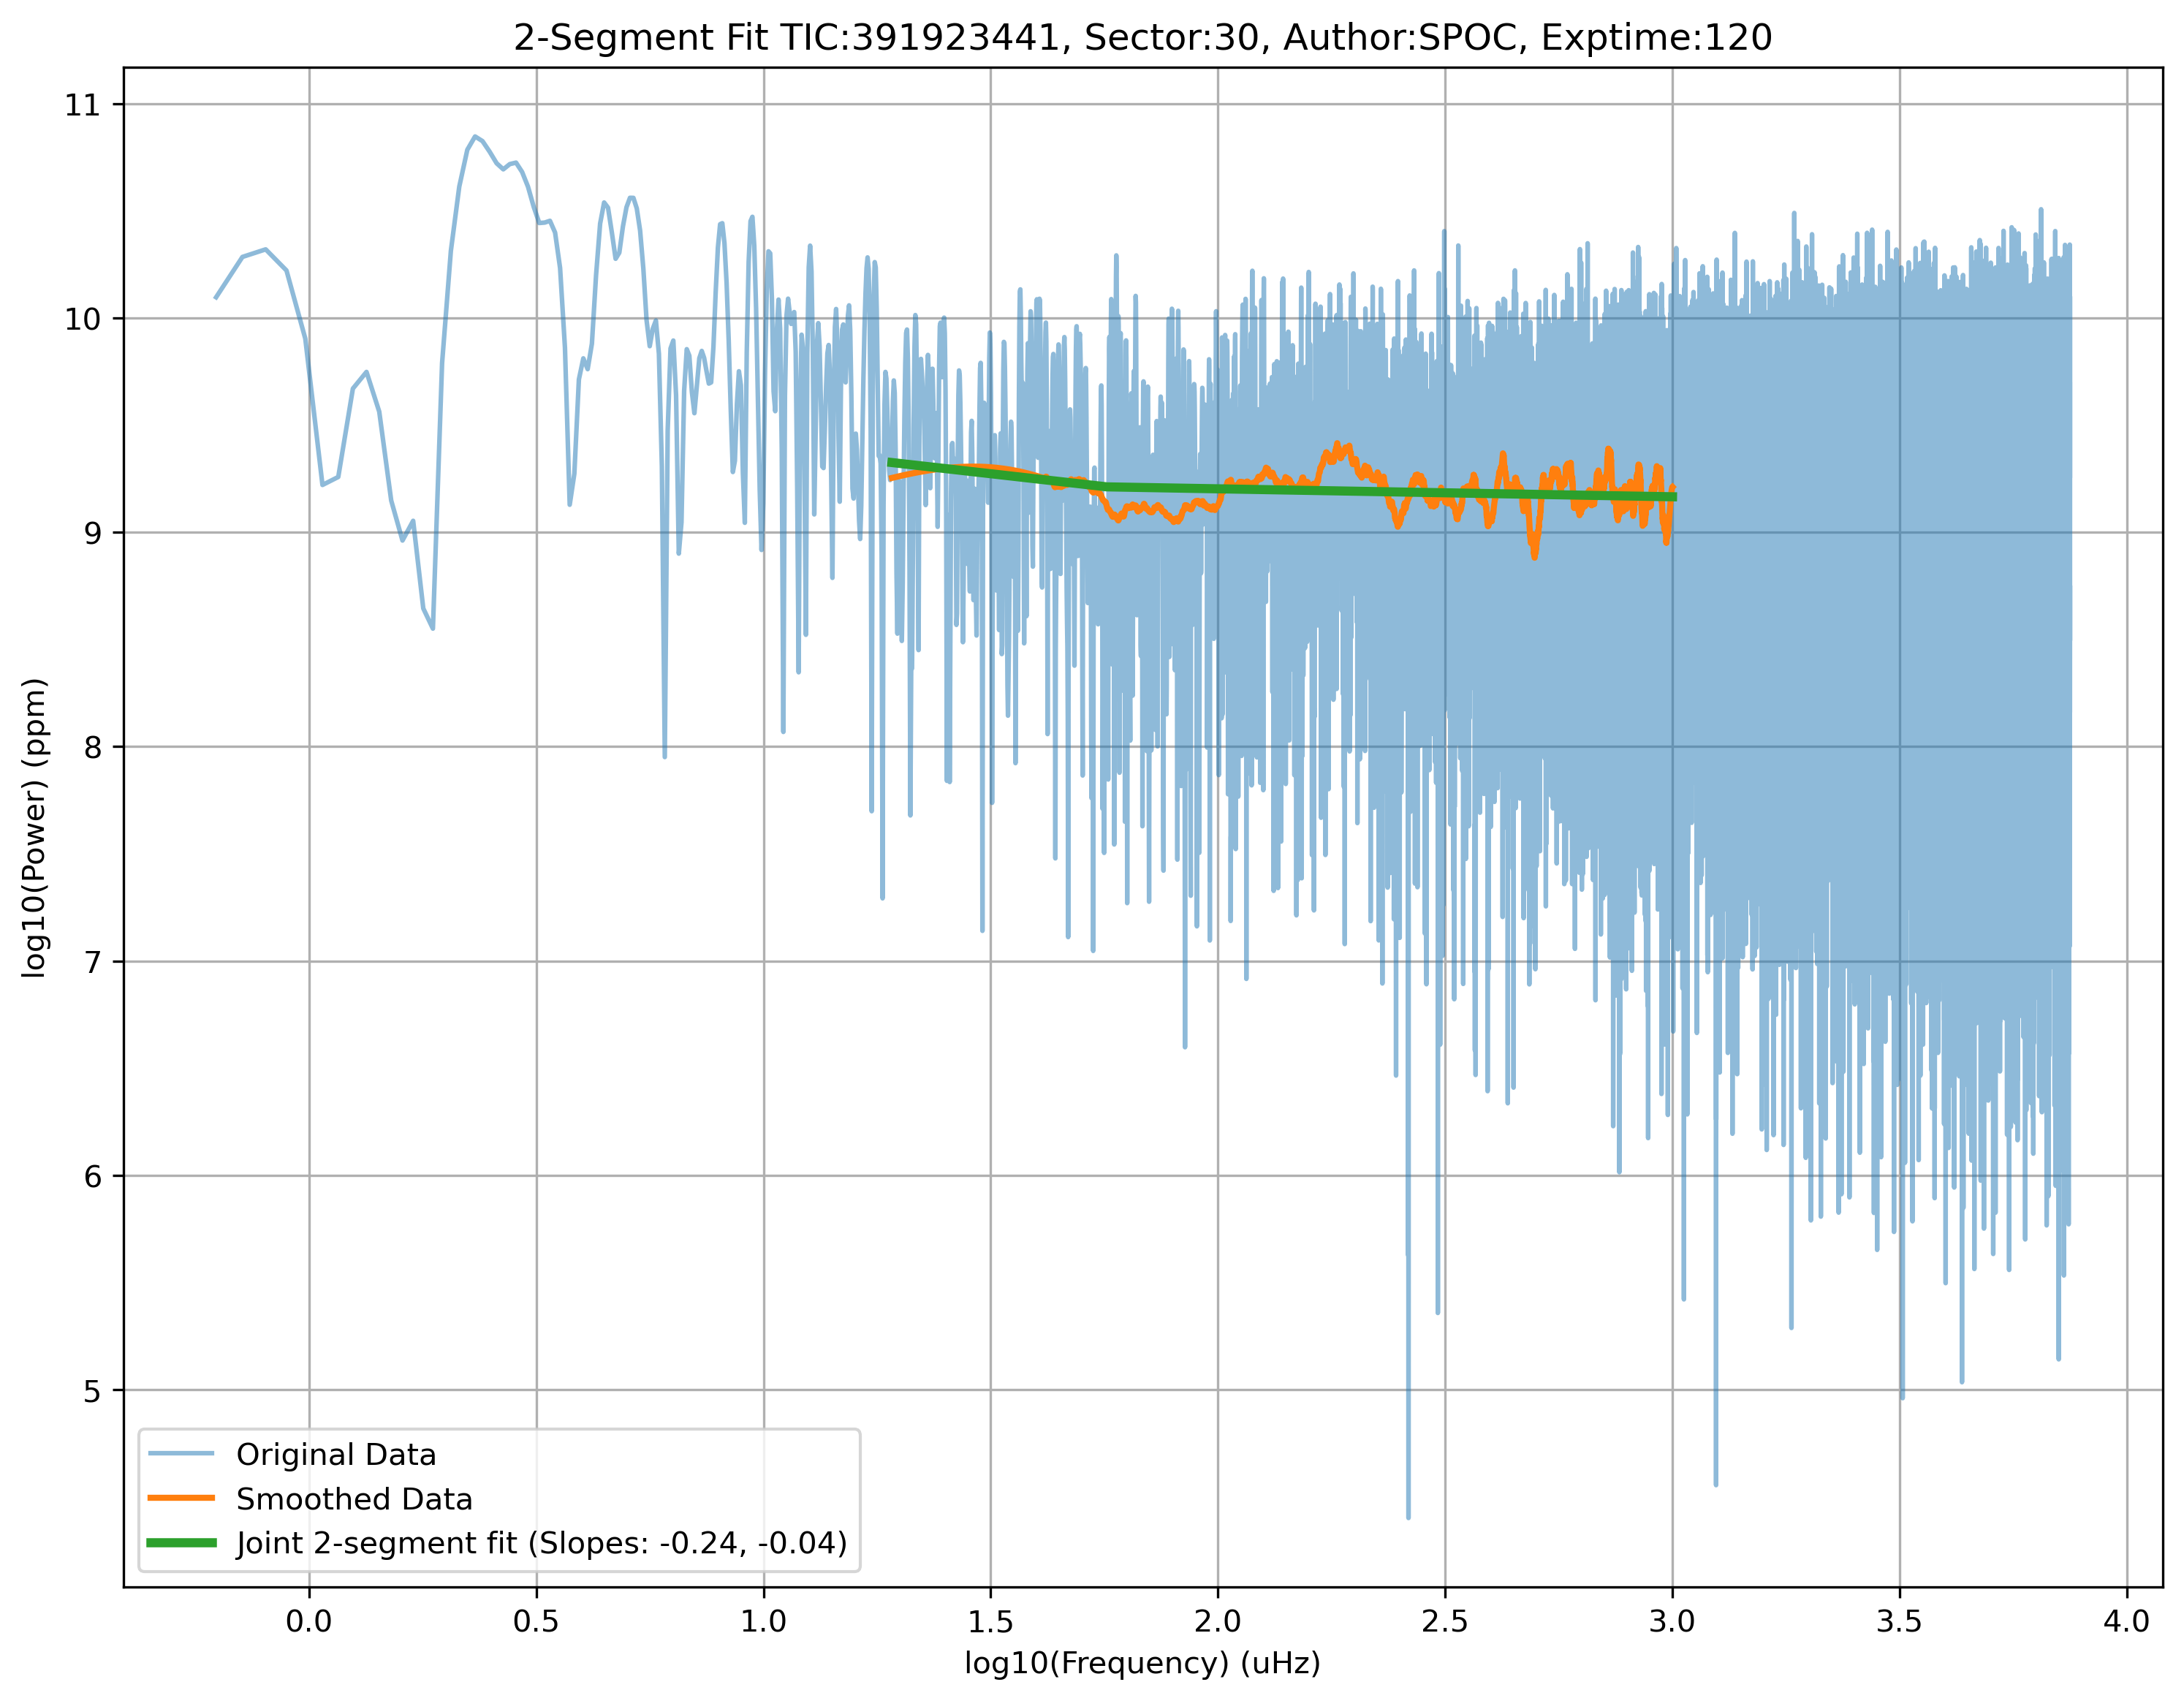 2-Segment Fit TIC:391923441, Sector:30, Author:SPOC, Exptime:120
log10(Power) (ppm)
11
10
9
8
7
6
5
Original Data
Smoothed Data
Joint 2-segment fit (Slopes: -0.24, -0.04)
0.0 0.5 1.0 1.5 2.0 2.5 3.0 3.5 4.0
log10(Frequency) (uHz)